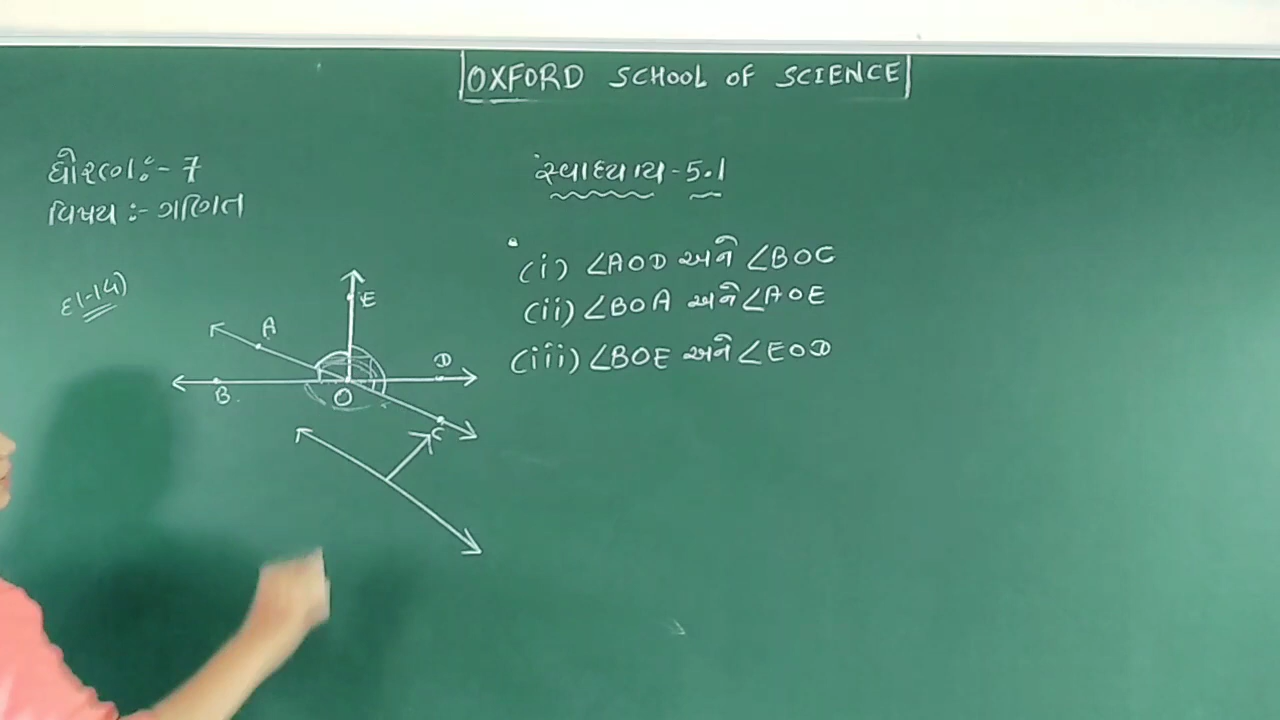 OXFORD SCHOOL OF SCIENCE
ધોરણ :- 7
વિષય :- ગણિત
સ્વાધ્યાય - 5.1
દા-14)
(i) ∠AOD અને ∠BOC
(ii) ∠BOA અને ∠AOE
(iii) ∠BOE અને ∠EOD
E
A
D
B
O
C